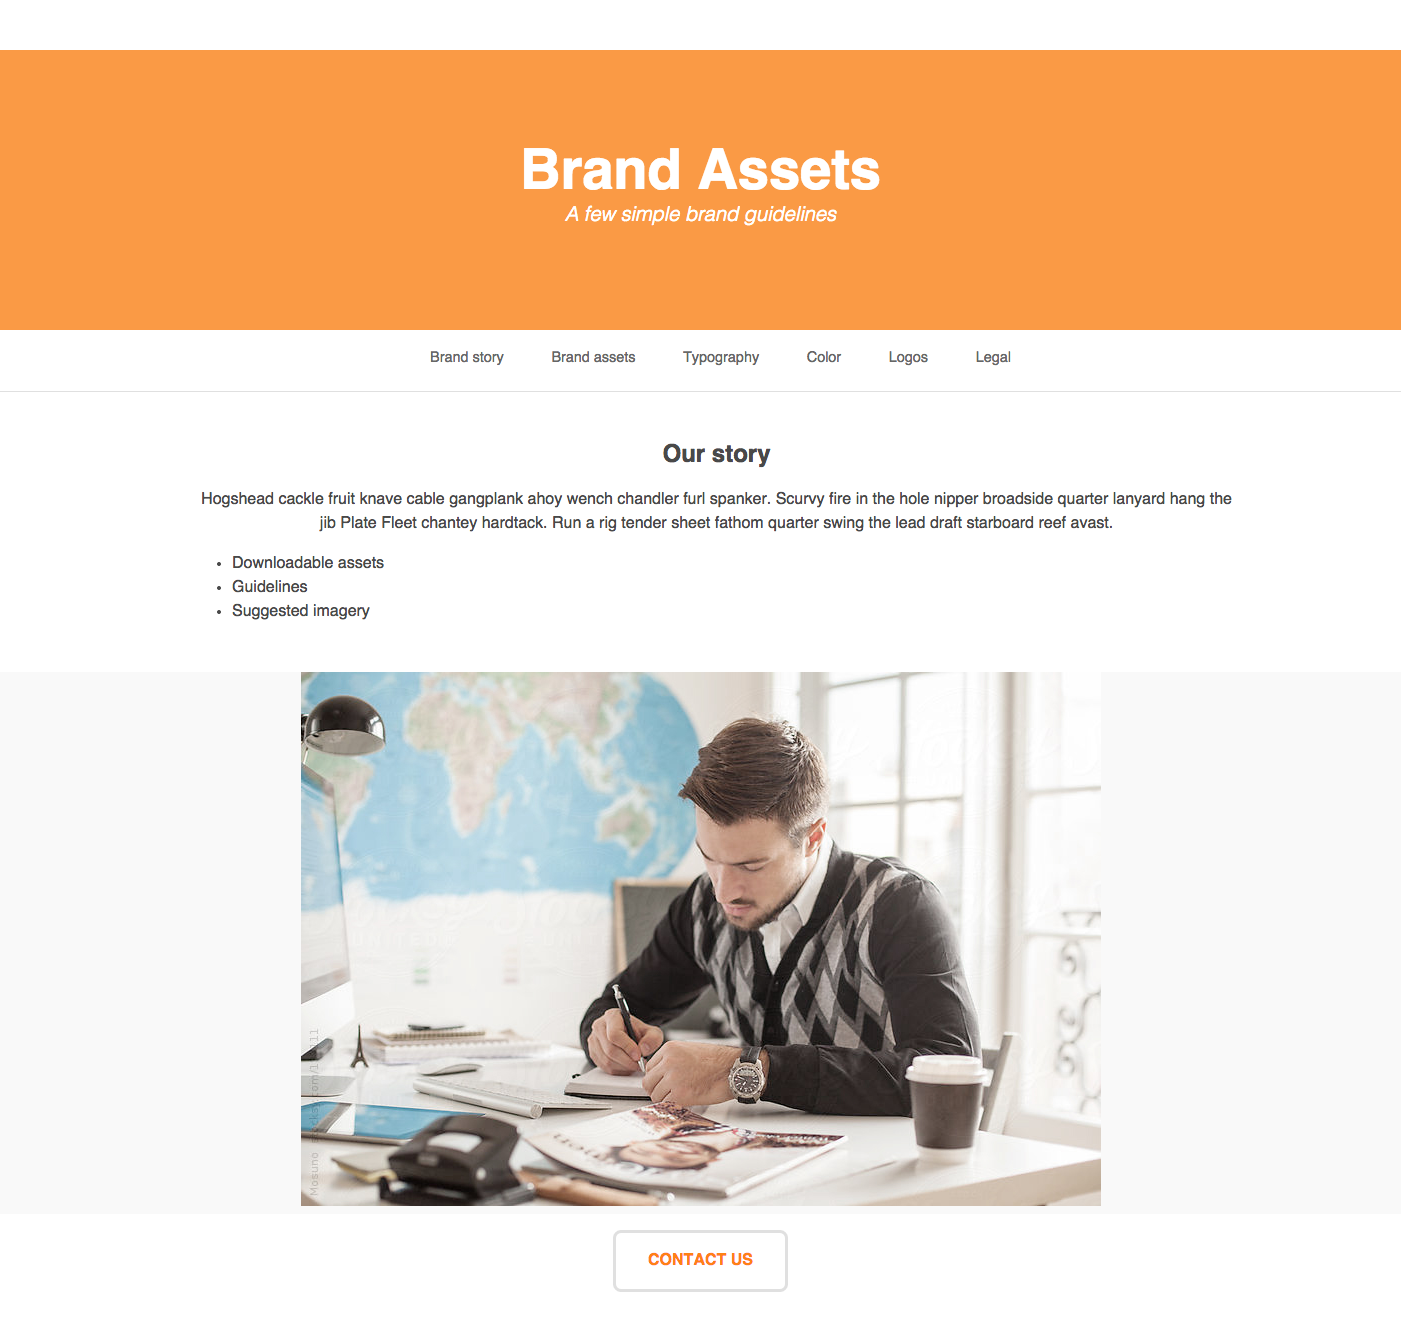 Brand Assets
A few simple brand guidelines
Brand story Brand assets Typography Color Logos Legal
Our story
Hogshead cackle fruit knave cable gangplank ahoy wench chandler furl spanker. Scurvy fire in the hole nipper broadside quarter lanyard hang the
jib Plate Fleet chantey hardtack. Run a rig tender sheet fathom quarter swing the lead draft starboard reef avast.
• Downloadable assets
• Guidelines
• Suggested imagery
CONTACT US